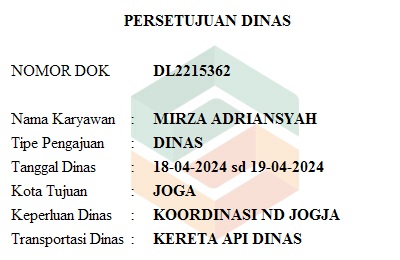 PERSETUJUAN DINAS
NOMOR DOK DL2215362
Nama Karyawan : MIRZA ADRIANSYAH
Tipe Pengajuan : DINAS
Tanggal Dinas : 18-04-2024 sd 19-04-2024
Kota Tujuan : JOGA
Keperluan Dinas : KOORDINASI ND JOGJA
Transportasi Dinas : KERETA API DINAS